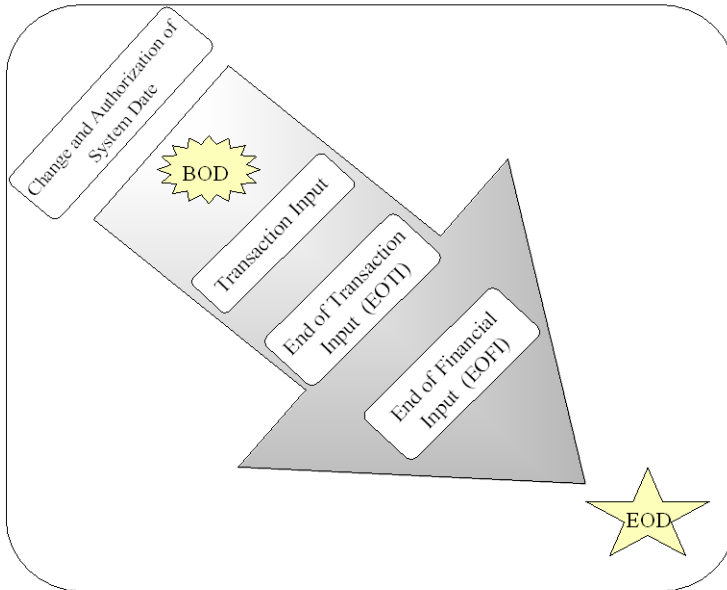 Change and Authorization of
System Date
BOD
Transaction Input
End of Transaction
Input (EOTI)
End of Financial
Input (EOFI)
EOD